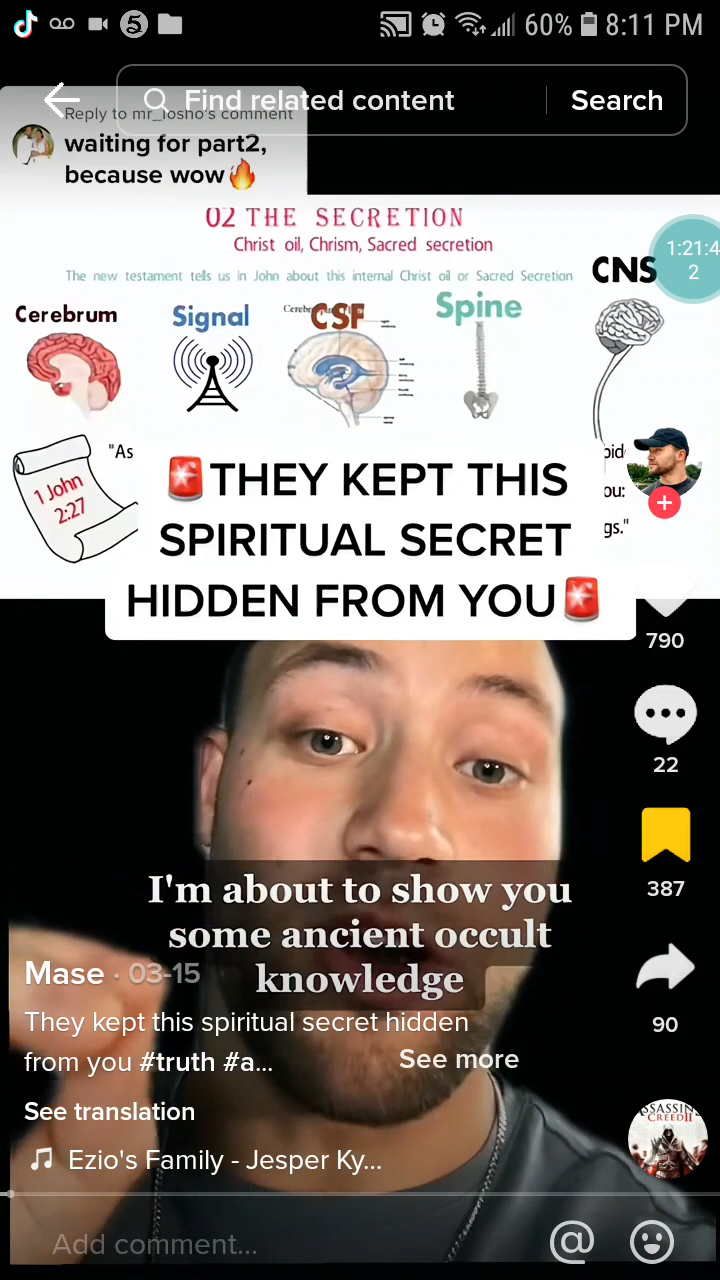 60% 8:11 PM
Find related content Search
Reply to mr_losho's comment
waiting for part2,
because wow🔥
02 THE SECRETION
Christ oil, Chrism, Sacred secretion
1:21:4
2
The new testament tells us in John about this internal Christ oil or Sacred Secretion
CNS
Cerebrum
Signal
CSF
Spine
1 John
2:27
"As
ou:
gs."
🚨THEY KEPT THIS
SPIRITUAL SECRET
HIDDEN FROM YOU🚨
790
22
387
90
I'm about to show you
some ancient occult
knowledge
Mase · 03-15
They kept this spiritual secret hidden
from you #truth #a... See more
See translation
Ezio's Family - Jesper Ky...
ASSASSIN
CREED II
Add comment...